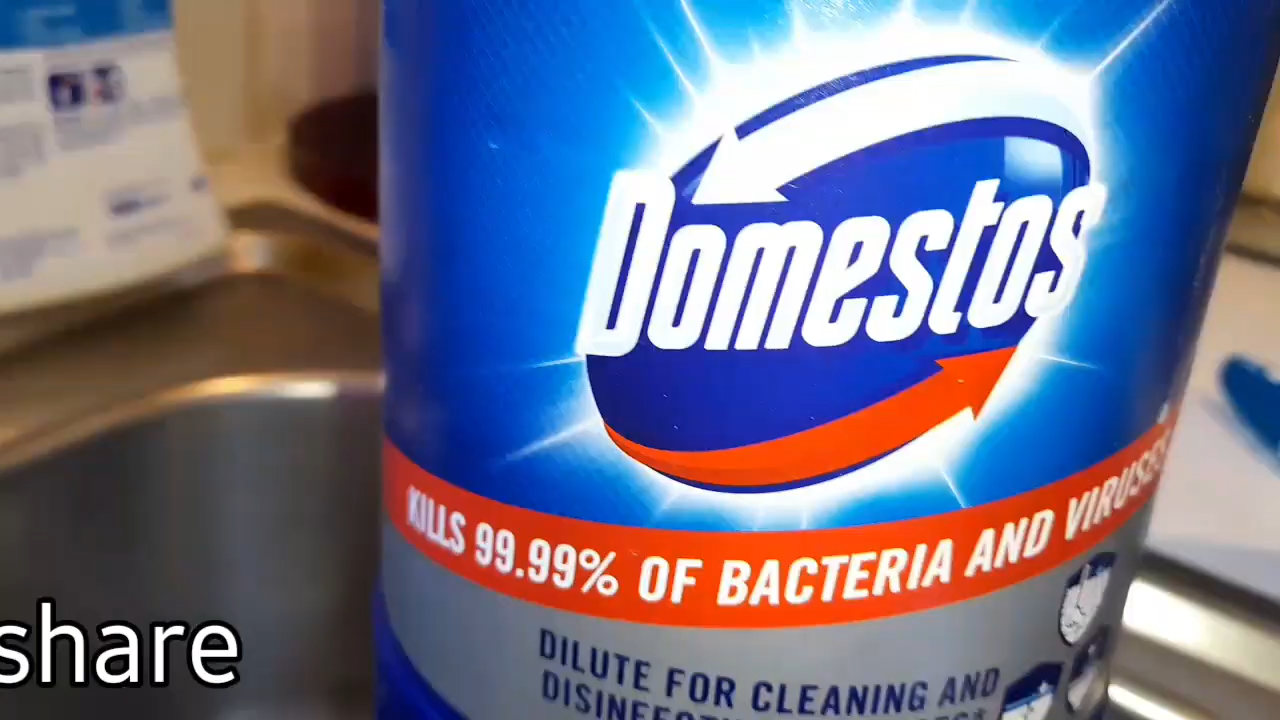 Domestos
KILLS 99.99% OF BACTERIA AND VIRUSES
DILUTE FOR CLEANING AND
share